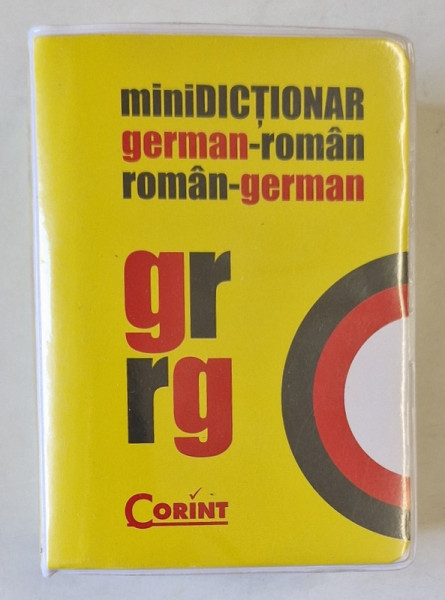 miniDICȚIONAR
german-român
român-german
gr
rg
CORINT